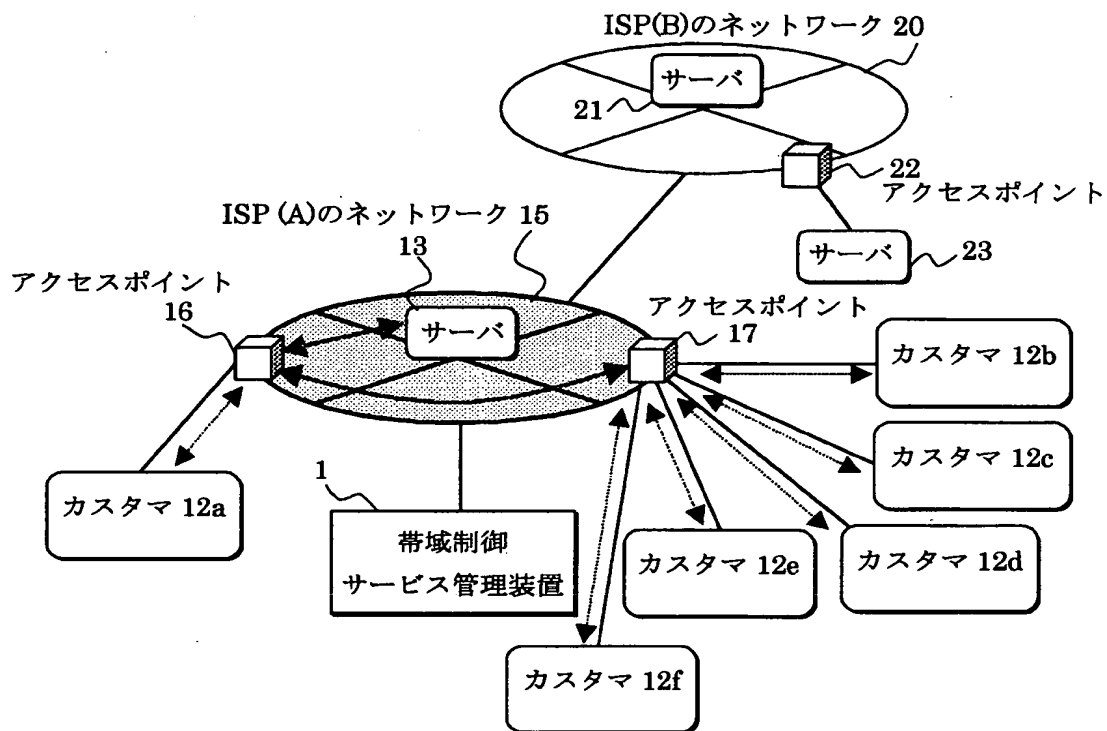 ISP(B)のネットワーク 20
サーバ
21
22
アクセスポイント
サーバ
23
ISP (A)のネットワーク 15
13
アクセスポイント
16
サーバ
アクセスポイント
17
カスタマ 12b
カスタマ 12c
カスタマ 12a
1
帯域制御
サービス管理装置
カスタマ 12e
カスタマ 12d
カスタマ 12f